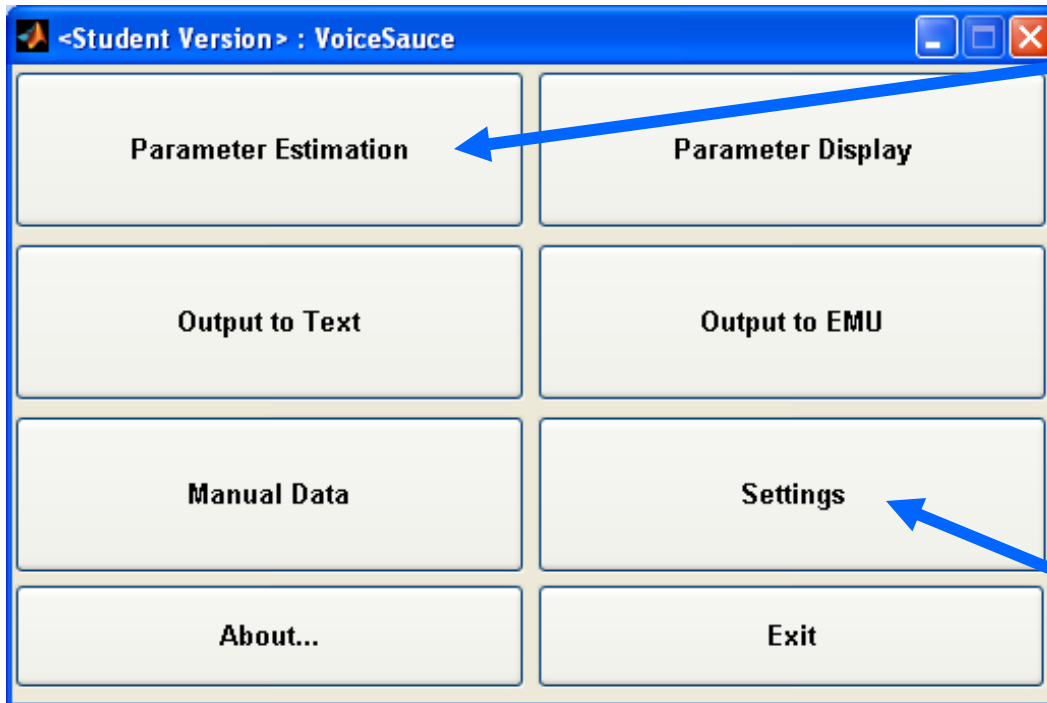 <Student Version> : VoiceSauce
Parameter Estimation
Parameter Display
Output to Text
Output to EMU
Manual Data
Settings
About...
Exit